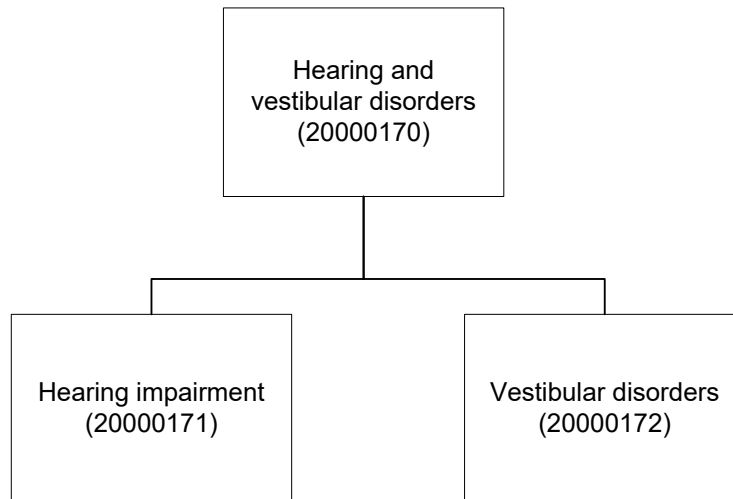 Hearing and
vestibular disorders
(20000170)
Hearing impairment
(20000171)
Vestibular disorders
(20000172)